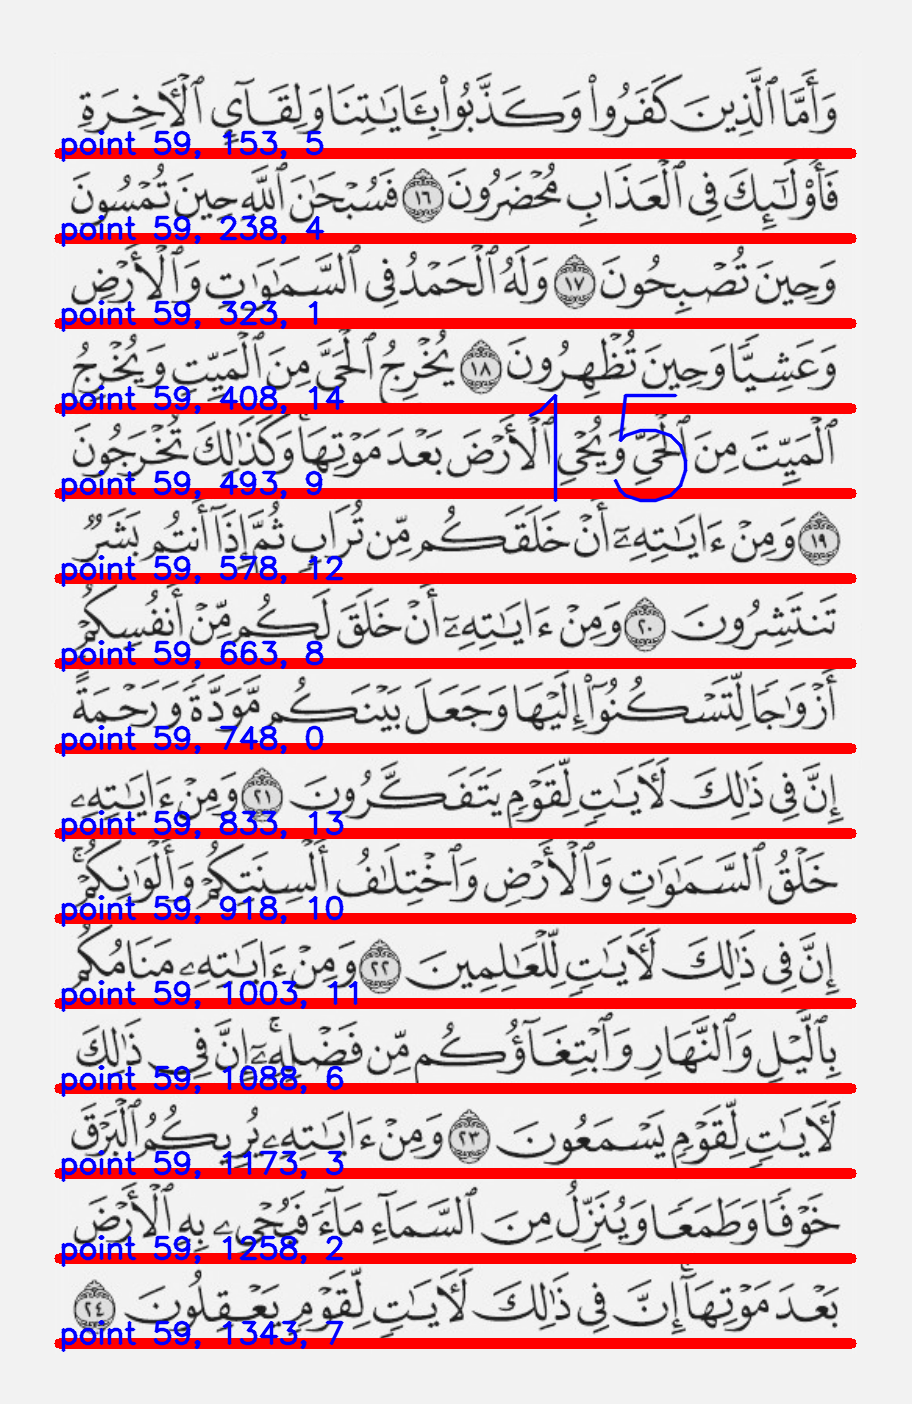 وَأَمَّا ٱلَّذِينَ كَفَرُوا۟ وَكَذَّبُوا۟ بِـَٔايَـٰتِنَا وَلِقَآئِ ٱلْـَٔاخِرَةِ
point 59, 153, 5
فَأُو۟لَـٰٓئِكَ فِى ٱلْعَذَابِ مُحْضَرُونَ ١٦ فَسُبْحَـٰنَ ٱللَّهِ حِينَ تُمْسُونَ
point 59, 238, 4
وَحِينَ تُصْبِحُونَ ١٧ وَلَهُ ٱلْحَمْدُ فِى ٱلسَّمَـٰوَٰتِ وَٱلْأَرْضِ
point 59, 323, 1
وَعَشِيًّا وَحِينَ تُظْهِرُونَ ١٨ يُخْرِجُ ٱلْحَىَّ مِنَ ٱلْمَيِّتِ وَيُخْرِجُ
point 59, 408, 14
15
ٱلْمَيِّتَ مِنَ ٱلْحَىِّ وَيُحْىِ ٱلْأَرْضَ بَعْدَ مَوْتِهَا ۚ وَكَذَٰلِكَ تُخْرَجُونَ
point 59, 493, 9
١٩ وَمِنْ ءَايَـٰتِهِۦٓ أَنْ خَلَقَكُم مِّن تُرَابٍ ثُمَّ إِذَآ أَنتُم بَشَرٌ
point 59, 578, 12
تَنتَشِرُونَ ٢٠ وَمِنْ ءَايَـٰتِهِۦٓ أَنْ خَلَقَ لَكُم مِّنْ أَنفُسِكُمْ
point 59, 663, 8
أَزْوَٰجًا لِّتَسْكُنُوٓا۟ إِلَيْهَا وَجَعَلَ بَيْنَكُم مَّوَدَّةً وَرَحْمَةً ۚ
point 59, 748, 0
إِنَّ فِى ذَٰلِكَ لَـَٔايَـٰتٍ لِّقَوْمٍ يَتَفَكَّرُونَ ٢١ وَمِنْ ءَايَـٰتِهِۦ
point 59, 833, 13
خَلْقُ ٱلسَّمَـٰوَٰتِ وَٱلْأَرْضِ وَٱخْتِلَـٰفُ أَلْسِنَتِكُمْ وَأَلْوَٰنِكُمْ ۚ
point 59, 918, 10
إِنَّ فِى ذَٰلِكَ لَـَٔايَـٰتٍ لِّلْعَـٰلِمِينَ ٢٢ وَمِنْ ءَايَـٰتِهِۦ مَنَامُكُم
point 59, 1003, 11
بِٱلَّيْلِ وَٱلنَّهَارِ وَٱبْتِغَآؤُكُم مِّن فَضْلِهِۦٓ ۚ إِنَّ فِى ذَٰلِكَ
point 59, 1088, 6
لَـَٔايَـٰتٍ لِّقَوْمٍ يَسْمَعُونَ ٢٣ وَمِنْ ءَايَـٰتِهِۦ يُرِيكُمُ ٱلْبَرْقَ
point 59, 1173, 3
خَوْفًا وَطَمَعًا وَيُنَزِّلُ مِنَ ٱلسَّمَآءِ مَآءً فَيُحْىِۦ بِهِ ٱلْأَرْضَ
point 59, 1258, 2
بَعْدَ مَوْتِهَآ ۚ إِنَّ فِى ذَٰلِكَ لَـَٔايَـٰتٍ لِّقَوْمٍ يَعْقِلُونَ ٢٤
point 59, 1343, 7